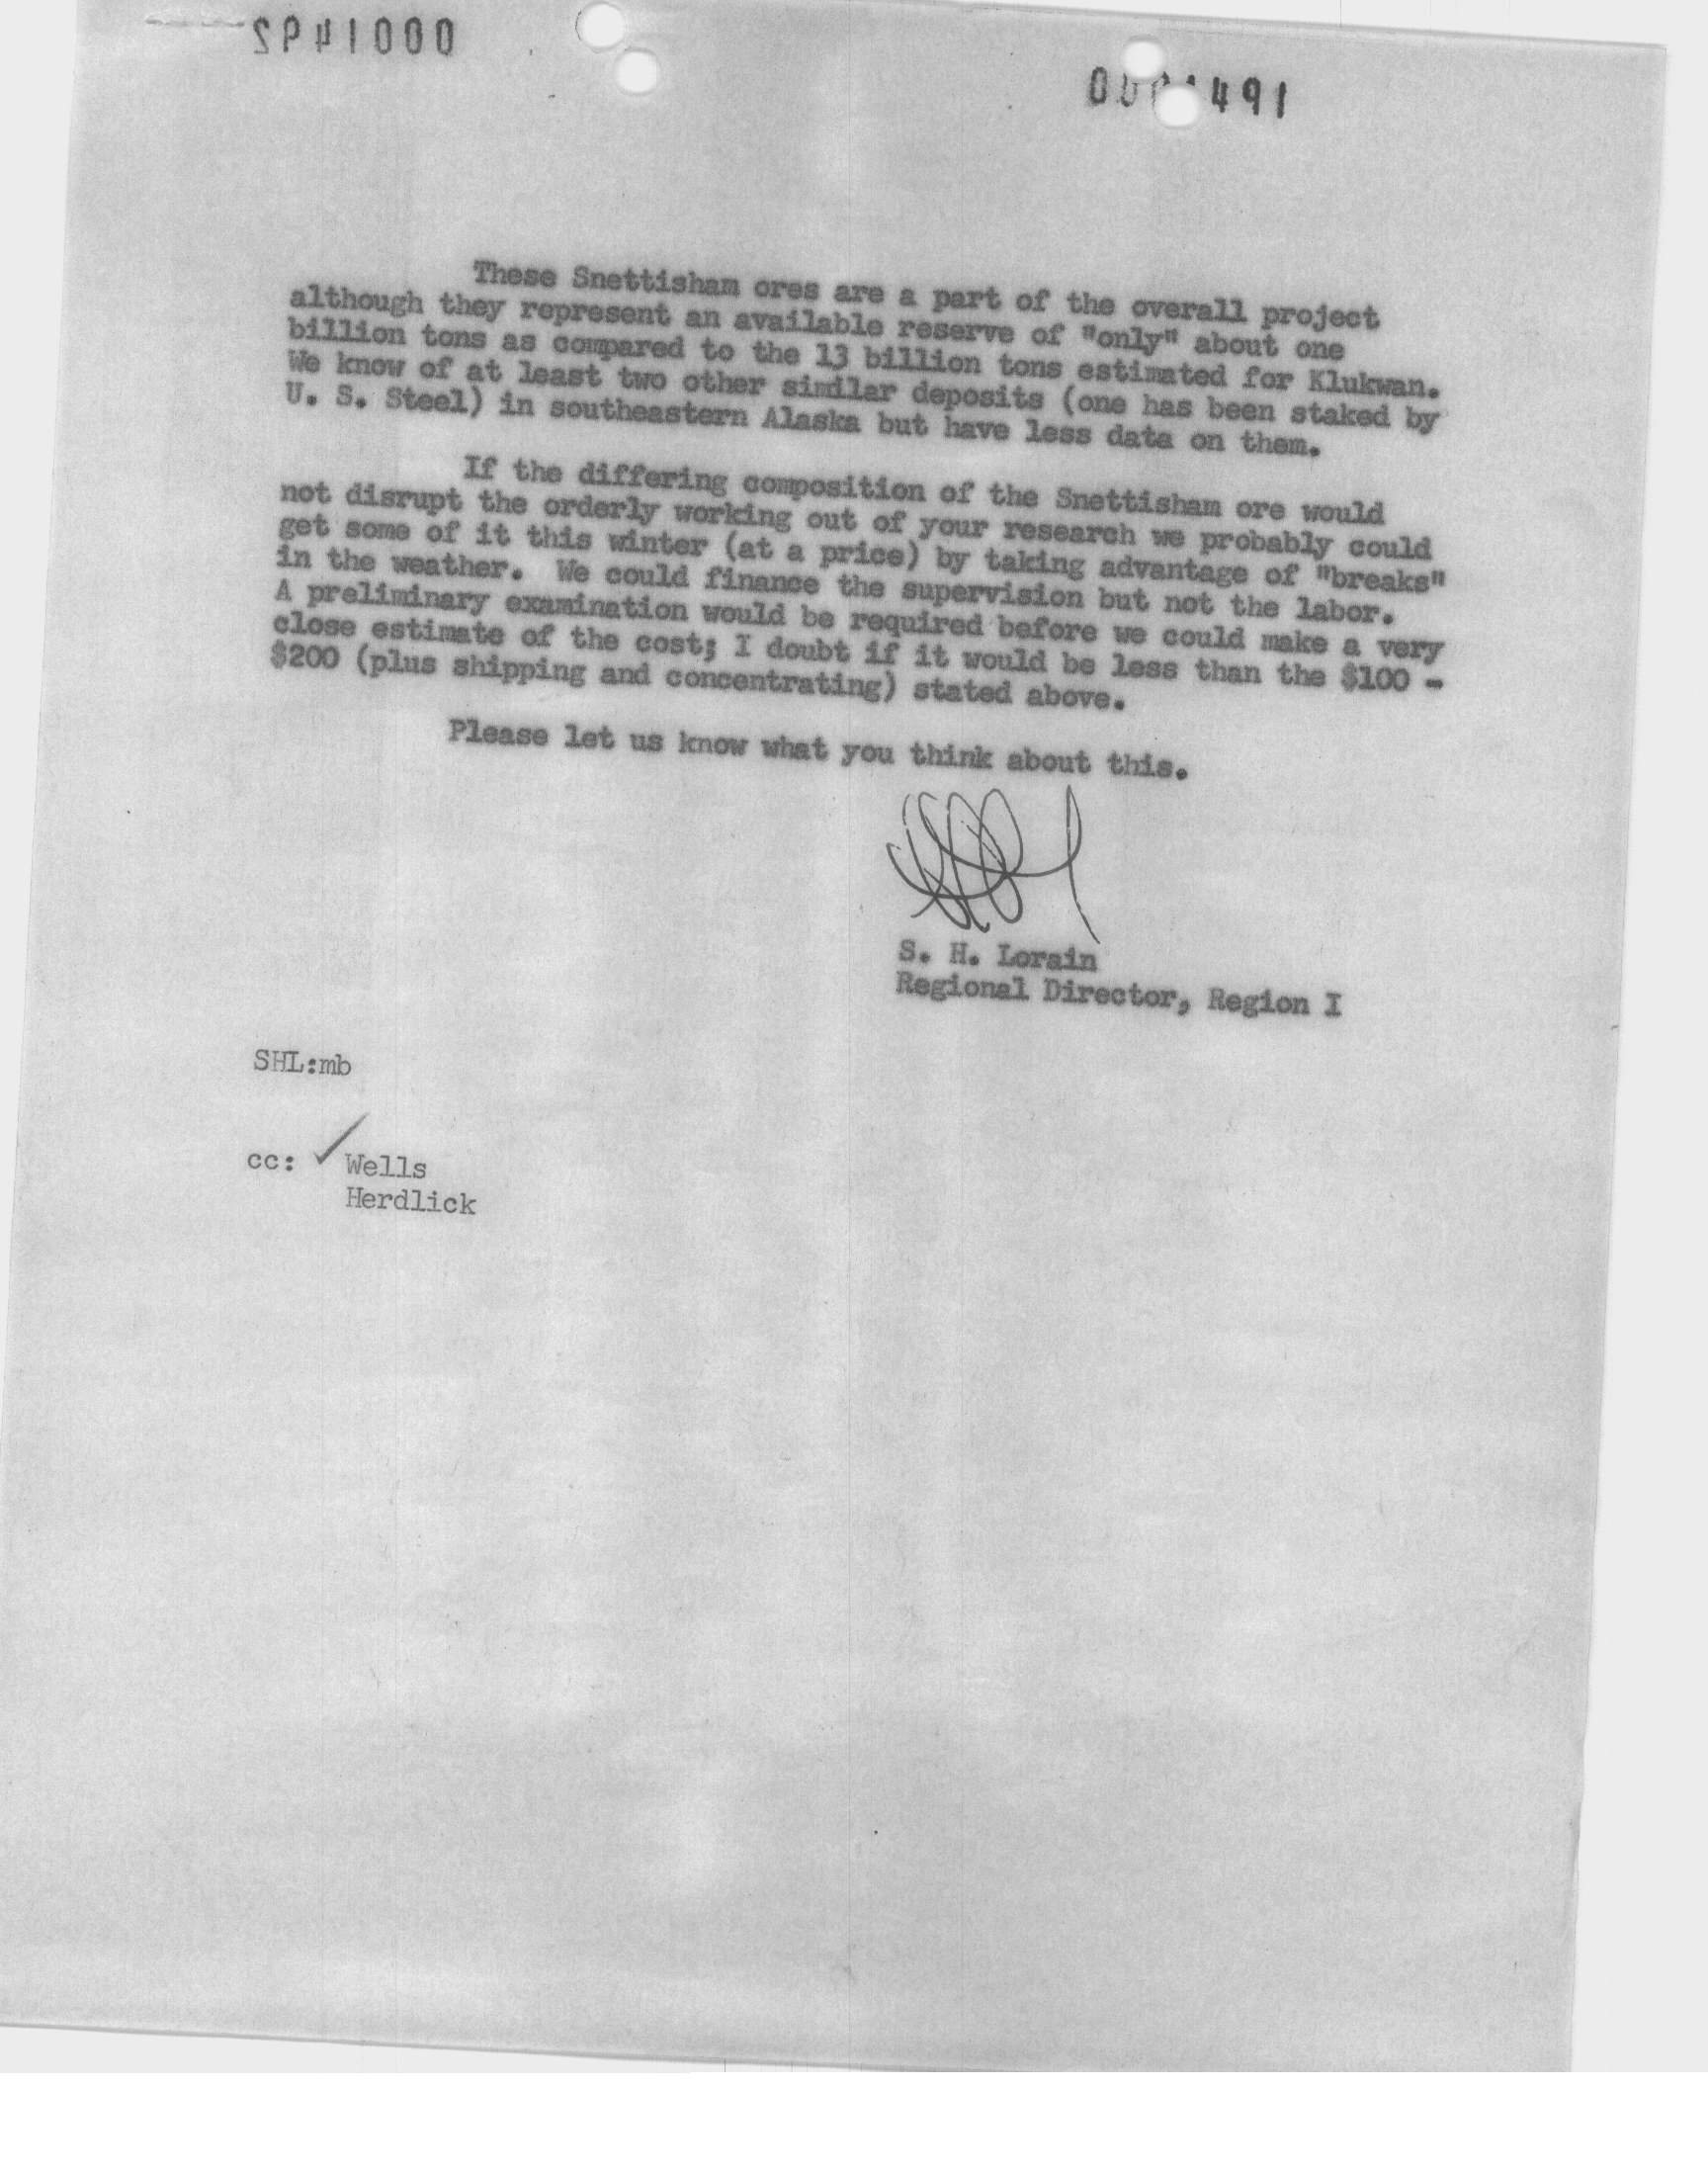 0001492
491
These Snettisham ores are a part of the overall project
although they represent an available reserve of "only" about one
billion tons as compared to the 13 billion tons estimated for Klukwan.
We know of at least two other similar deposits (one has been staked by
U. S. Steel) in southeastern Alaska but have less data on them.
If the differing composition of the Snettisham ore would
not disrupt the orderly working out of your research we probably could
get some of it this winter (at a price) by taking advantage of "breaks"
in the weather. We could finance the supervision but not the labor.
A preliminary examination would be required before we could make a very
close estimate of the cost; I doubt if it would be less than the $100 -
$200 (plus shipping and concentrating) stated above.
Please let us know what you think about this.
S. H. Lorain
Regional Director, Region I
SHL:mb
cc: ✓ Wells
Herdlick